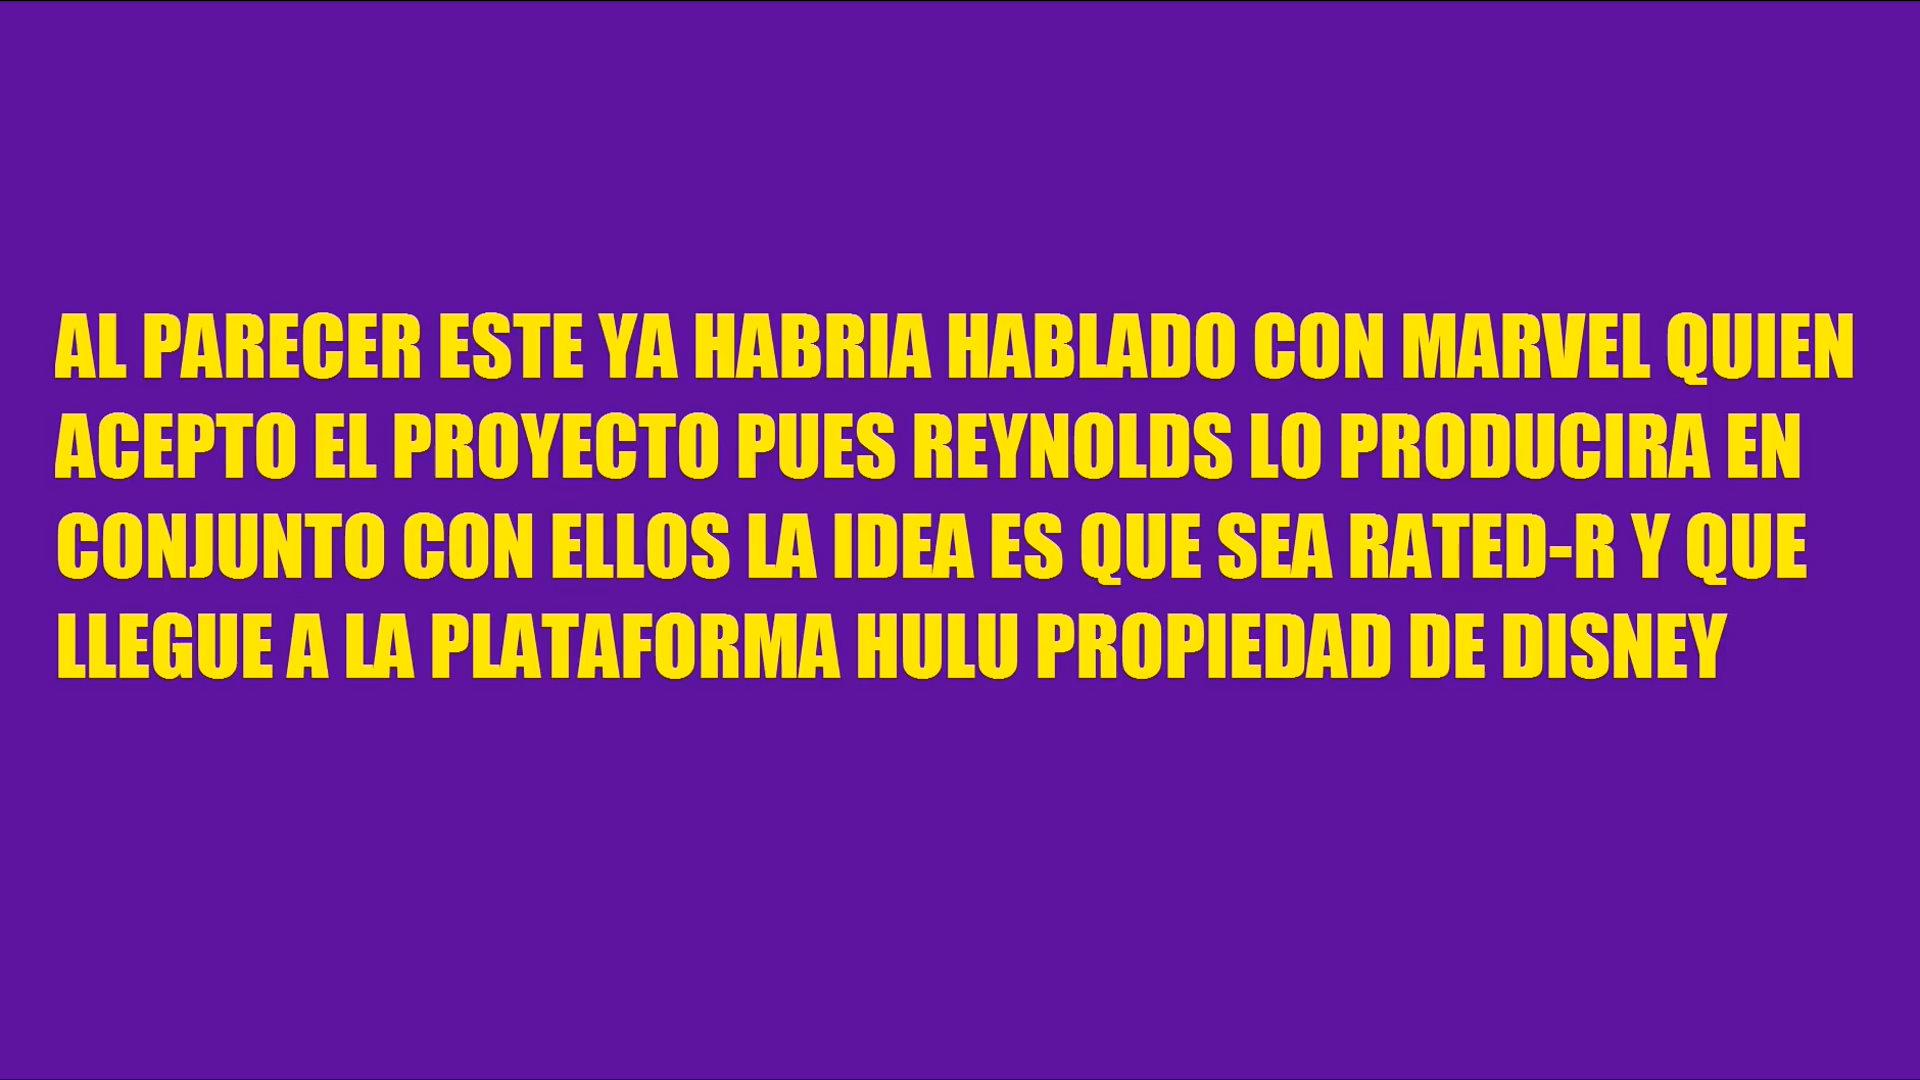 AL PARECER ESTE YA HABRIA HABLADO CON MARVEL QUIEN
ACEPTO EL PROYECTO PUES REYNOLDS LO PRODUCIRA EN
CONJUNTO CON ELLOS LA IDEA ES QUE SEA RATED-R Y QUE
LLEGUE A LA PLATAFORMA HULU PROPIEDAD DE DISNEY